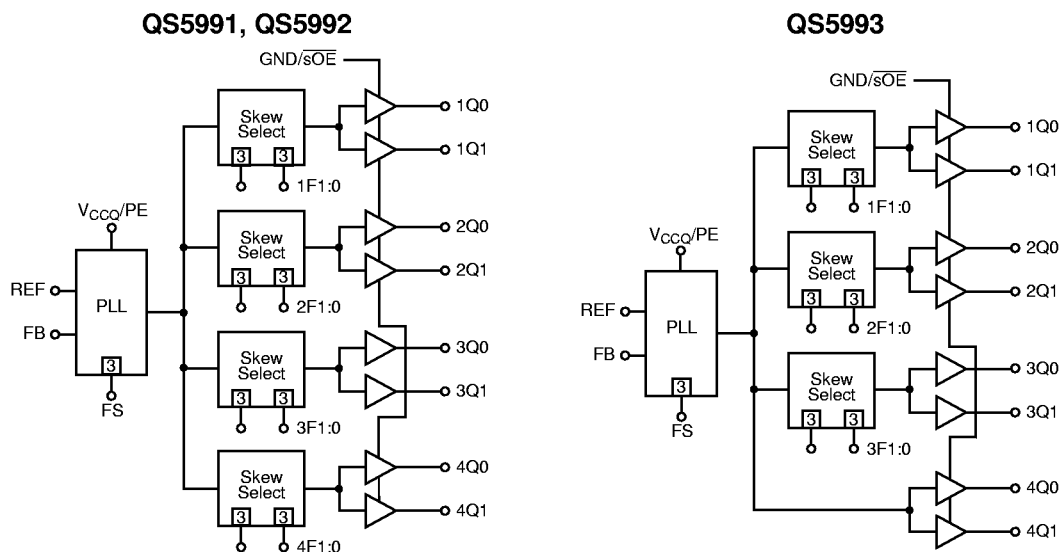 QS5991, QS5992
GND/sOE
Skew
Select
3 3
1F1:0
1Q0
1Q1
VCCQ/PE
REF
FB
PLL
3
FS
Skew
Select
3 3
2F1:0
2Q0
2Q1
Skew
Select
3 3
3F1:0
3Q0
3Q1
Skew
Select
3 3
4F1:0
4Q0
4Q1
QS5993
GND/sOE
Skew
Select
3 3
1F1:0
1Q0
1Q1
VCCQ/PE
REF
FB
PLL
3
FS
Skew
Select
3 3
2F1:0
2Q0
2Q1
Skew
Select
3 3
3F1:0
3Q0
3Q1
4Q0
4Q1